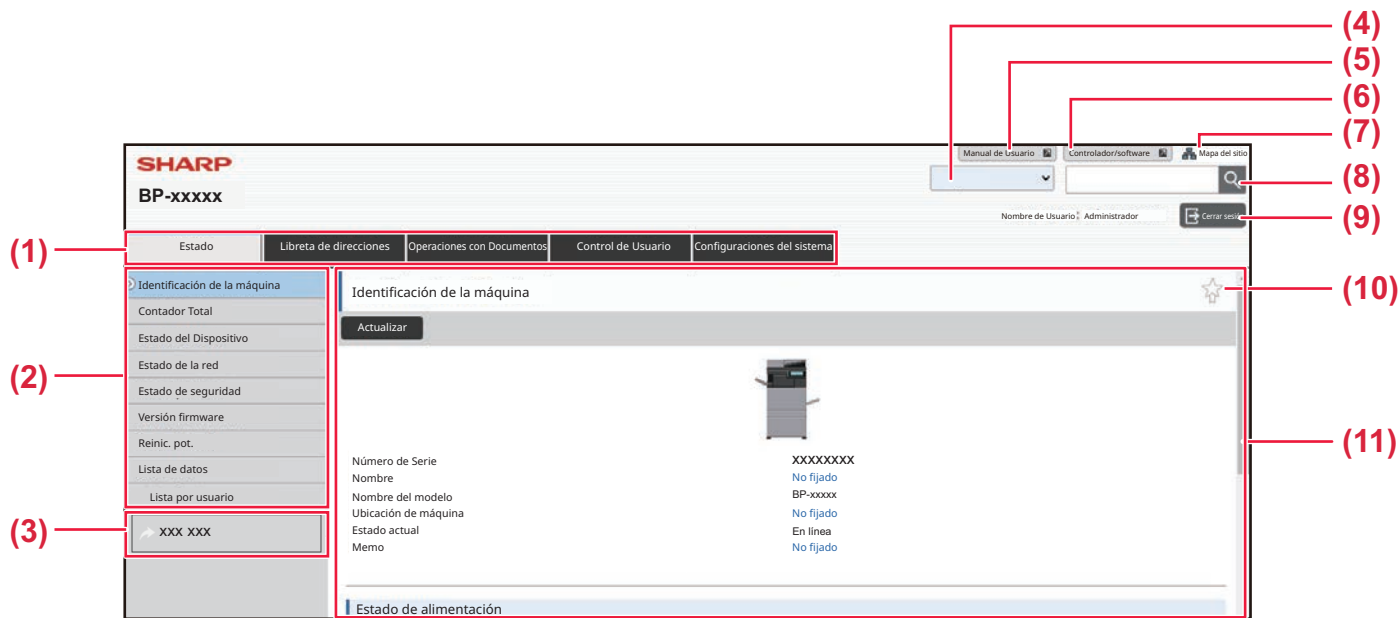 (4)
(5)
(6)
(7)
Manual de Usuario Controlador/software Mapa del sitio
SHARP
(8)
BP-xxxxx
Nombre de Usuario: Administrador Cerrar sesió
(9)
(1)
Estado Libreta de direcciones Operaciones con Documentos Control de Usuario Configuraciones del sistema
Identificación de la máquina
Contador Total
Estado del Dispositivo
Estado de la red
(2)
Estado de seguridad
Versión firmware
Reinic. pot.
Lista de datos
Lista por usuario
(3)
XXX XXX
Identificación de la máquina
(10)
Actualizar
(11)
Número de Serie XXXXXXXX
Nombre No fijado
Nombre del modelo BP-xxxxx
Ubicación de máquina No fijado
Estado actual En línea
Memo No fijado
Estado de alimentación